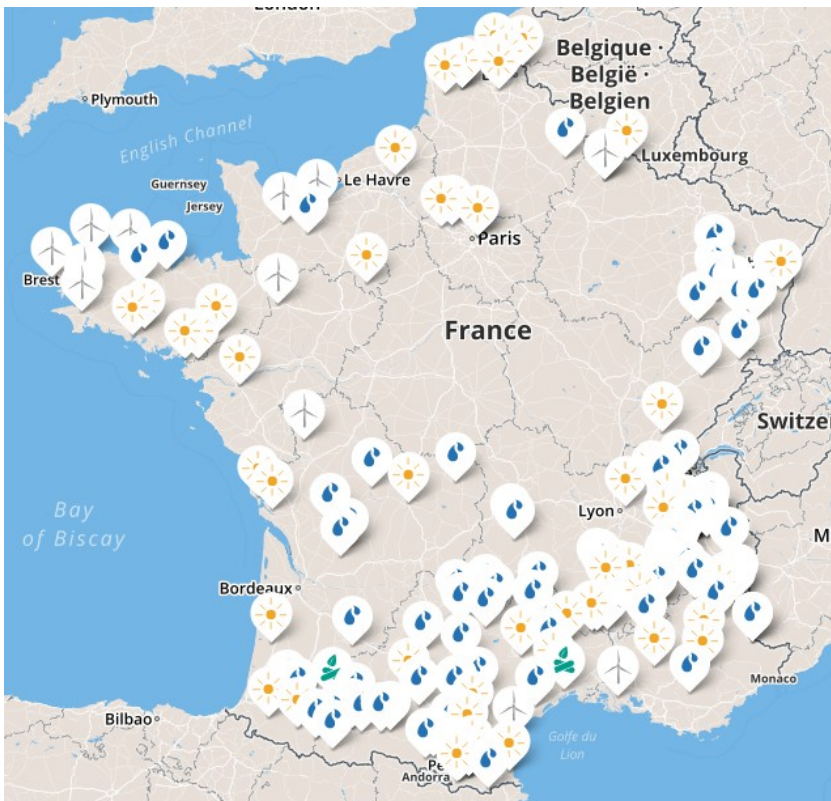 London
Belgique ·
België ·
Belgien
Plymouth
English Channel
Luxembourg
Guernsey
Le Havre
Jersey
Paris
Brest
France
Switzer
Bay
of Biscay
Lyon
M
Bordeaux
Monaco
Bilbao
Golfe du
Lion
Pe
Andorra